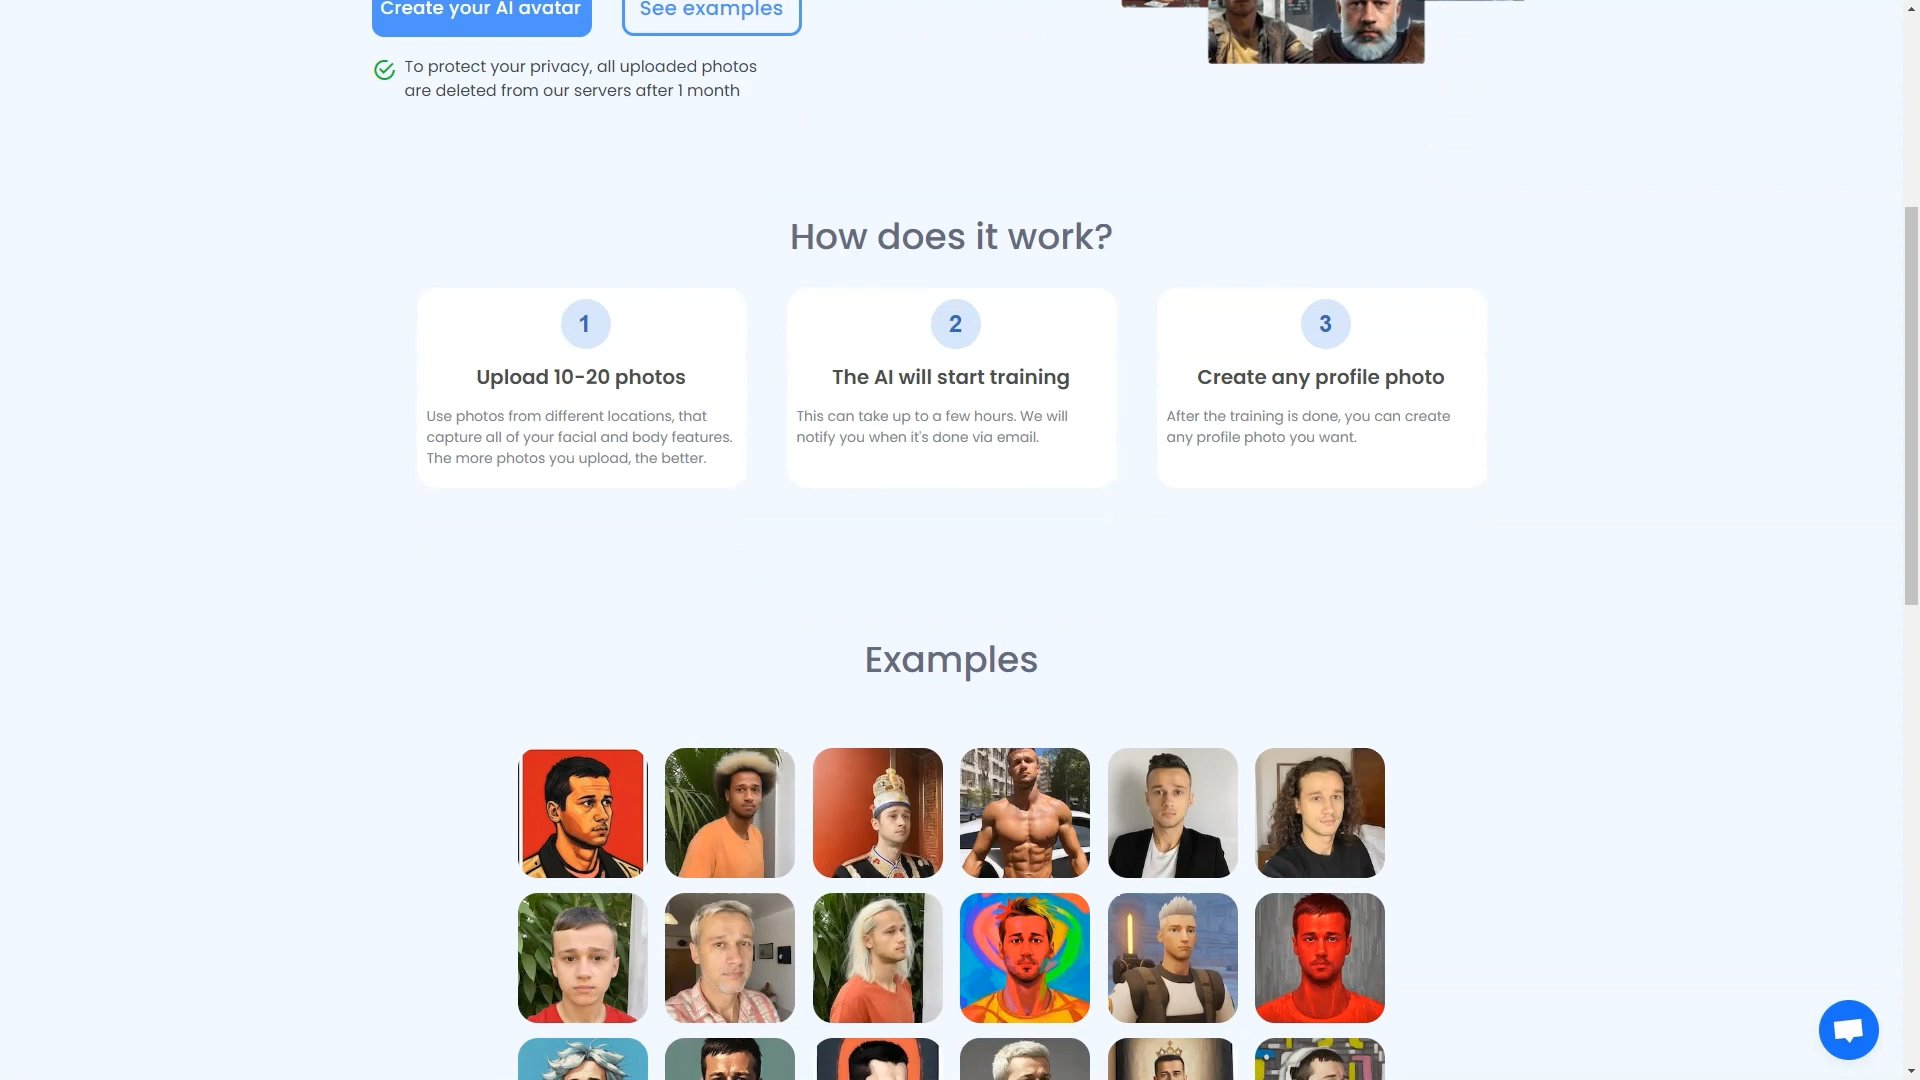 Create your AI avatar
See examples
To protect your privacy, all uploaded photos
are deleted from our servers after 1 month
How does it work?
1
Upload 10-20 photos
Use photos from different locations, that
capture all of your facial and body features.
The more photos you upload, the better.
2
The AI will start training
This can take up to a few hours. We will
notify you when it's done via email.
3
Create any profile photo
After the training is done, you can create
any profile photo you want.
Examples